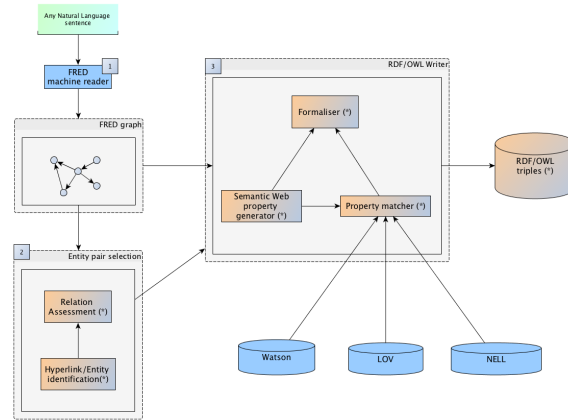 Any Natural Language
sentence
1
FRED
machine reader
FRED graph
2
Entity pair selection
Relation
Assessment (*)
Hyperlink/Entity
identification(*)
3
RDF/OWL Writer
Formaliser (*)
Semantic Web
property
generator (*)
Property matcher (*)
RDF/OWL
triples (*)
Watson
LOV
NELL